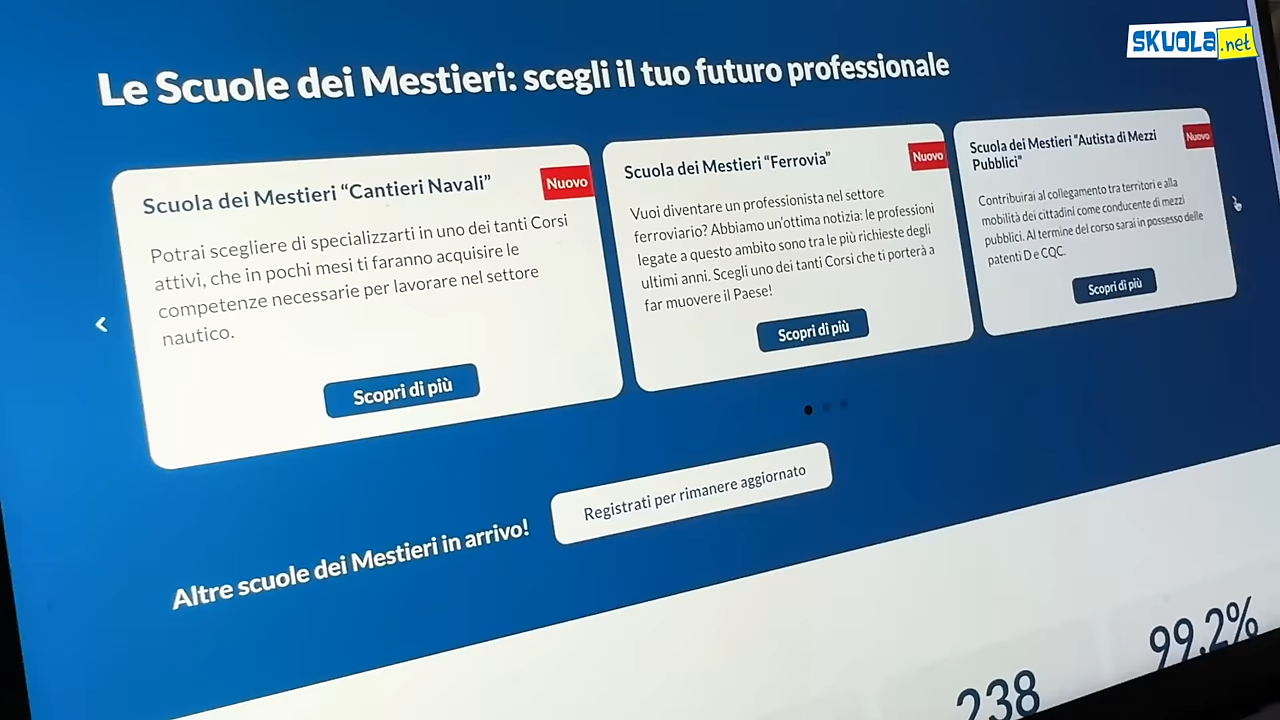 SKUOLA.net
Le Scuole dei Mestieri: scegli il tuo futuro professionale
Scuola dei Mestieri “Cantieri Navali”
Nuovo
Potrai scegliere di specializzarti in uno dei tanti Corsi
attivi, che in pochi mesi ti faranno acquisire le
competenze necessarie per lavorare nel settore
nautico.
Scopri di più
Scuola dei Mestieri “Ferrovia”
Nuovo
Vuoi diventare un professionista nel settore
ferroviario? Abbiamo un'ottima notizia: le professioni
legate a questo ambito sono tra le più richieste degli
ultimi anni. Scegli uno dei tanti Corsi che ti porterà a
far muovere il Paese!
Scopri di più
Scuola dei Mestieri “Autista di Mezzi
Pubblici”
Nuovo
Contribuirai al collegamento tra territori e alla
mobilità dei cittadini come conducente di mezzi
pubblici. Al termine del corso sarai in possesso delle
patenti D e CQC.
Scopri di più
Altre scuole dei Mestieri in arrivo!
Registrati per rimanere aggiornato
238
99.2%